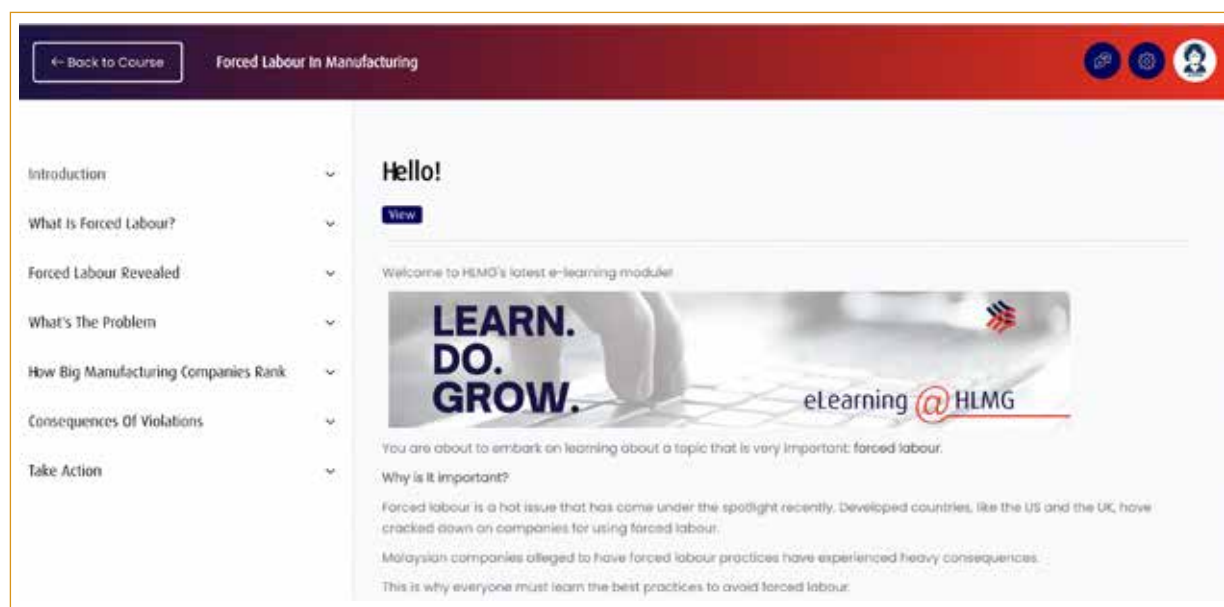 ← Back to Course
Forced Labour In Manufacturing
Introduction
What Is Forced Labour?
Forced Labour Revealed
What's The Problem
How Big Manufacturing Companies Rank
Consequences Of Violations
Take Action
Hello!
View
Welcome to HLMG's latest e-learning module!
LEARN.
DO.
GROW.
eLearning @ HLMG
You are about to embark on learning about a topic that is very important: forced labour.
Why is it important?
Forced labour is a hot issue that has come under the spotlight recently. Developed countries, like the US and the UK, have
cracked down on companies for using forced labour.
Malaysian companies alleged to have forced labour practices have experienced heavy consequences.
This is why everyone must learn the best practices to avoid forced labour.